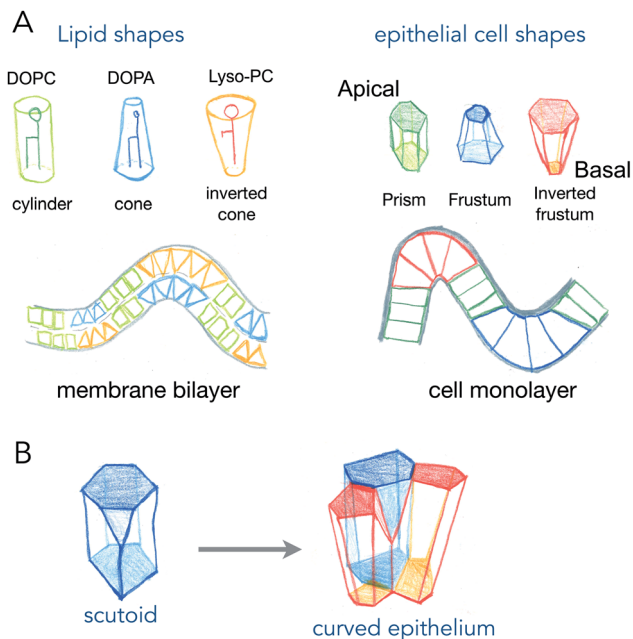 A
Lipid shapes
epithelial cell shapes
DOPC
DOPA
Lyso-PC
Apical
Basal
cylinder
cone
inverted
cone
Prism
Frustum
Inverted
frustum
membrane bilayer
cell monolayer
B
scutoid
curved epithelium